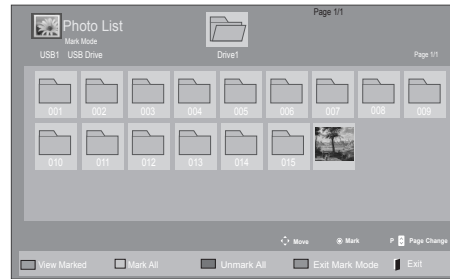 Page 1/1
Photo List
Mark Mode
USB1 USB Drive Drive1 Page 1/1
001 002 003 004 005 006 007 008 009
010 011 012 013 014 015
Move Mark P Page Change
View Marked Mark All Unmark All Exit Mark Mode Exit